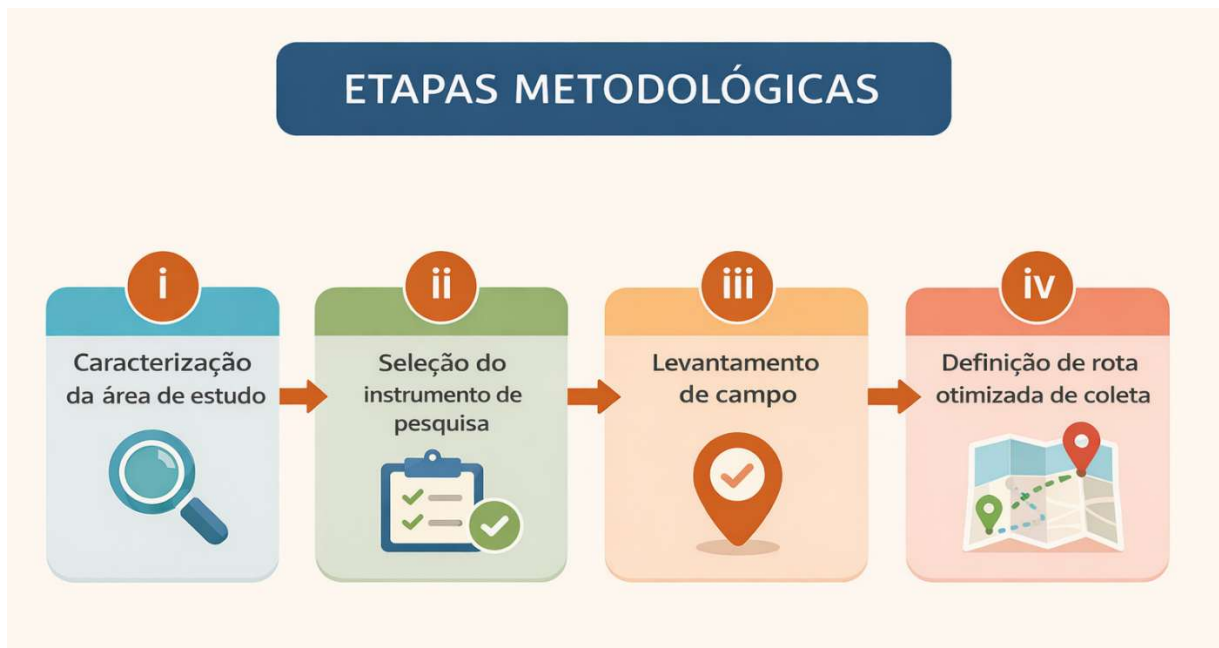 ETAPAS METODOLÓGICAS
i
Caracterização
da área de estudo
ii
Seleção do
instrumento de
pesquisa
iii
Levantamento
de campo
iv
Definição de rota
otimizada de coleta